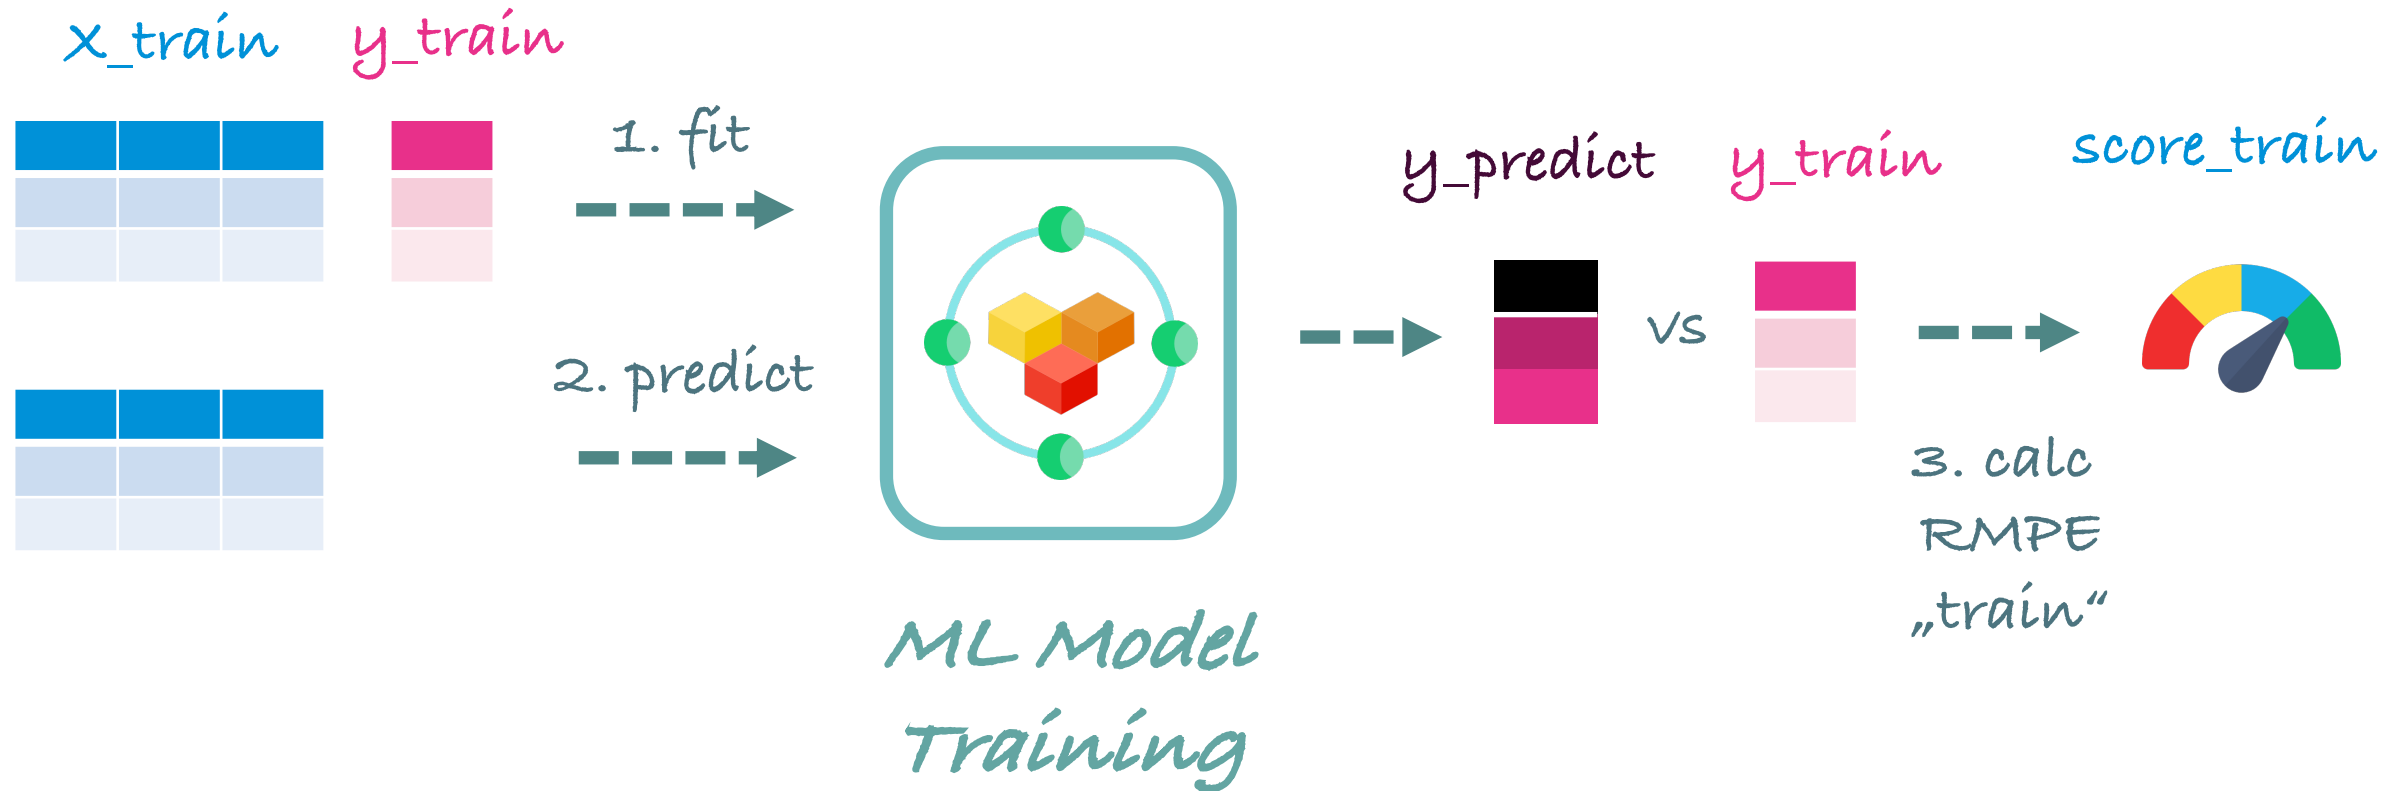 x_train
y_train
1. fit
2. predict
ML Model
Training
y_predict
vs
y_train
score_train
3. calc
RMPE
„train“